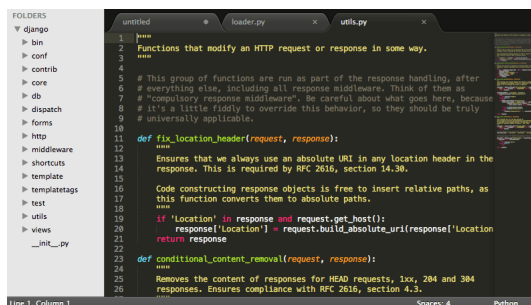 FOLDERS
django
bin
conf
contrib
core
db
dispatch
forms
http
middleware
shortcuts
template
templatetags
test
utils
views
__init__.py
untitled
loader.py
utils.py
1 """
2 Functions that modify an HTTP request or response in some way.
3 """
4
5 # This group of functions are run as part of the response handling, after
6 # everything else, including all response middleware. Think of them as
7 # "compulsory response middleware". Be careful about what goes here, because
8 # it's a little fiddly to override this behavior, so they should be truly
9 # universally applicable.
10
11 def fix_location_header(request, response):
12 """
13 Ensures that we always use an absolute URI in any location header in the
14 response. This is required by RFC 2616, section 14.30.
15
16 Code constructing response objects is free to insert relative paths, as
17 this function converts them to absolute paths.
18 """
19 if 'Location' in response and request.get_host():
20 response['Location'] = request.build_absolute_uri(response['Location
21 return response
22
23 def conditional_content_removal(request, response):
24 """
25 Removes the content of responses for HEAD requests, 1xx, 204 and 304
26 responses. Ensures compliance with RFC 2616, section 4.3.
Line 1, Column 1
Spaces: 4
Python